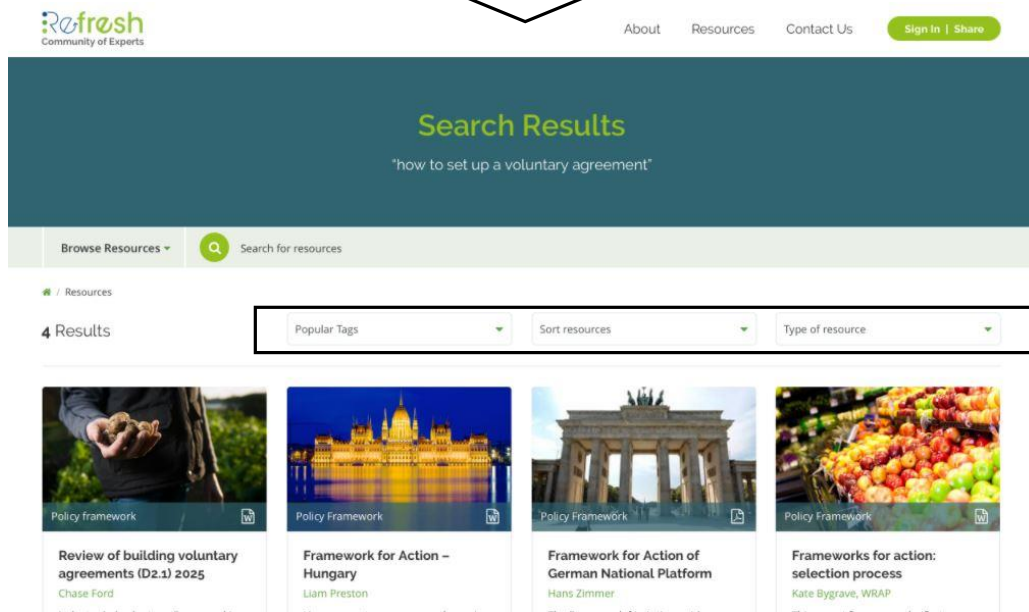 Refresh
Community of Experts
About Resources Contact Us Sign In | Share
Search Results
"how to set up a voluntary agreement"
Browse Resources Search for resources
/ Resources
4 Results
Popular Tags Sort resources Type of resource
Policy framework
Policy Framework
Policy Framework
Policy Framework
Review of building voluntary
agreements (D2.1) 2025
Chase Ford
Framework for Action –
Hungary
Liam Preston
Framework for Action of
German National Platform
Hans Zimmer
Frameworks for action:
selection process
Kate Bygrave, WRAP